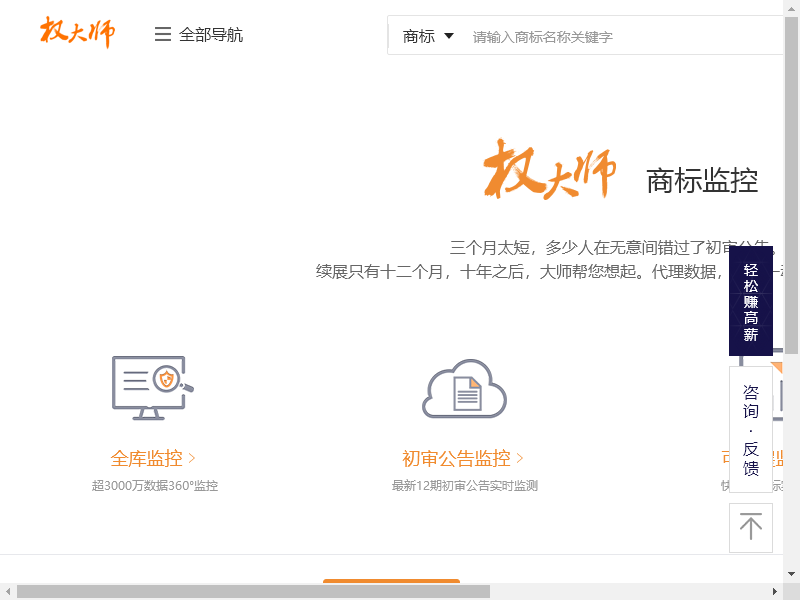 权大师
全部导航
商标
请输入商标名称关键字
权大师 商标监控
三个月太短，多少人在无意间错过了初审公告。
续展只有十二个月，十年之后，大师帮您想起。代理数据，
轻松赚高薪
咨询·反馈
全库监控
超3000万数据360°监控
初审公告监控
最新12期初审公告实时监测